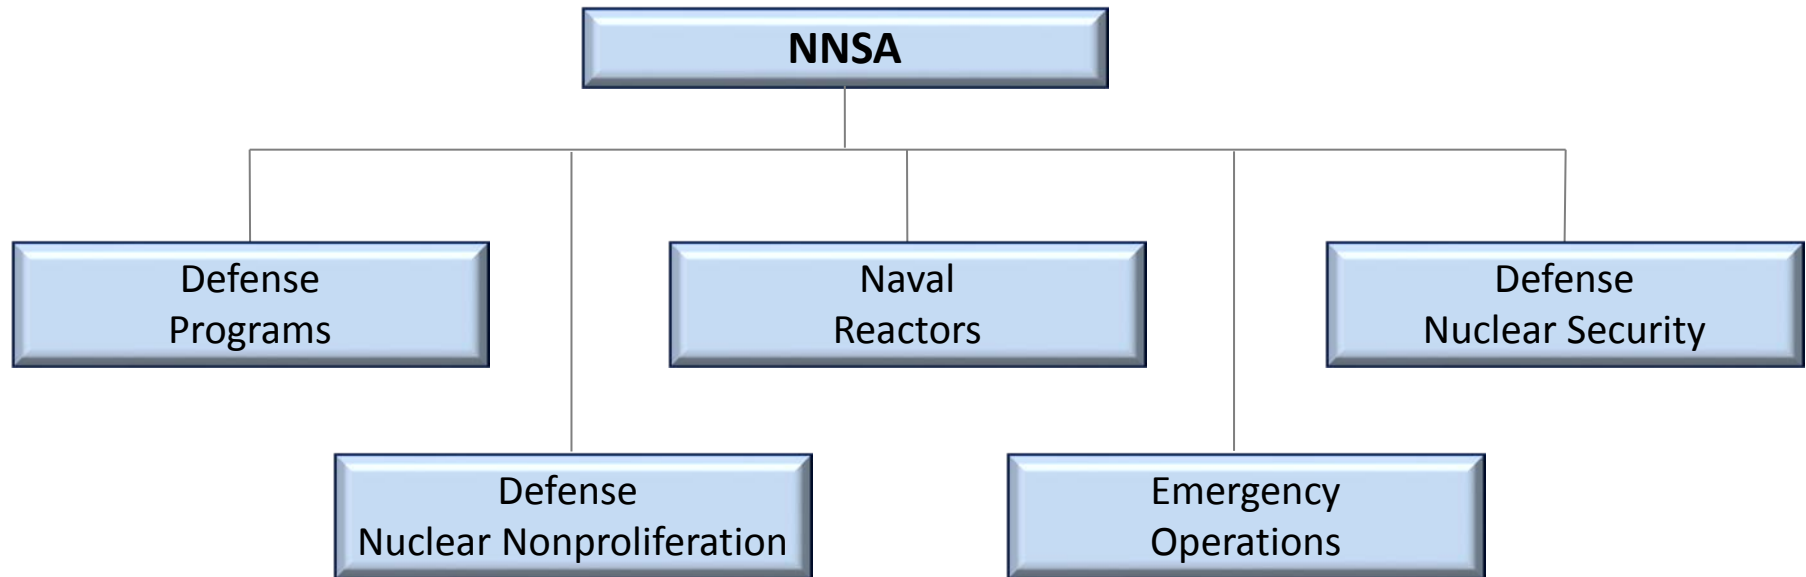 NNSA
Defense
Programs
Naval
Reactors
Defense
Nuclear Security
Defense
Nuclear Nonproliferation
Emergency
Operations